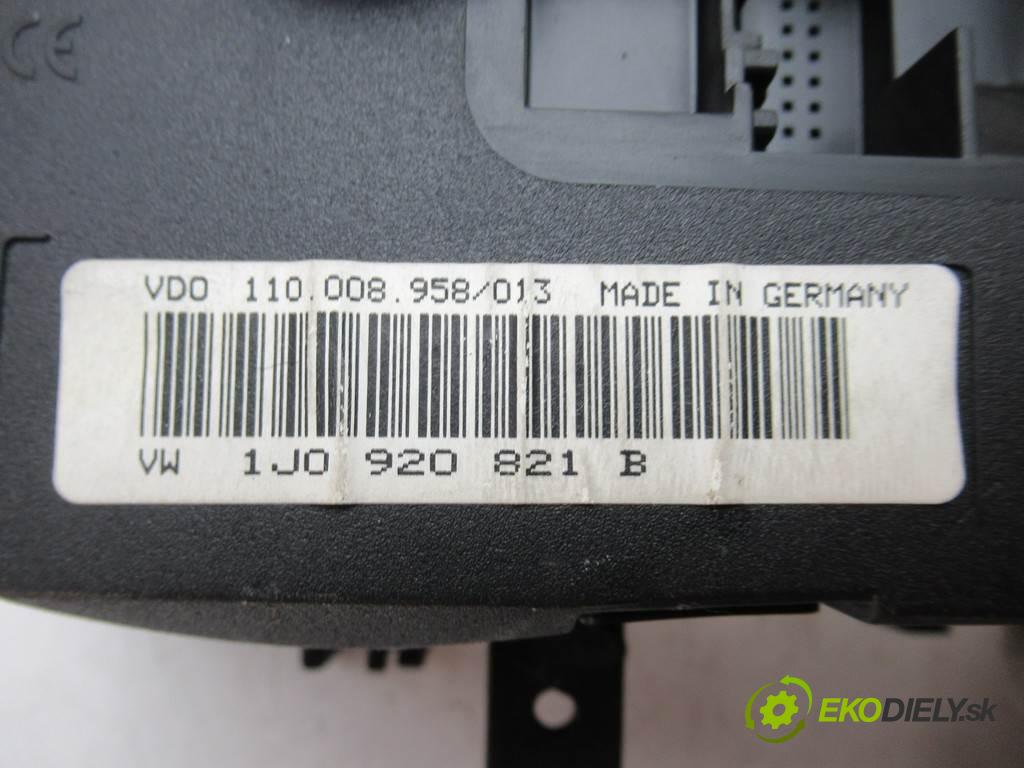 CE
VDO 110.008.958/013 MADE IN GERMANY
VW 1J0 920 821 B
EKODIELY.sk